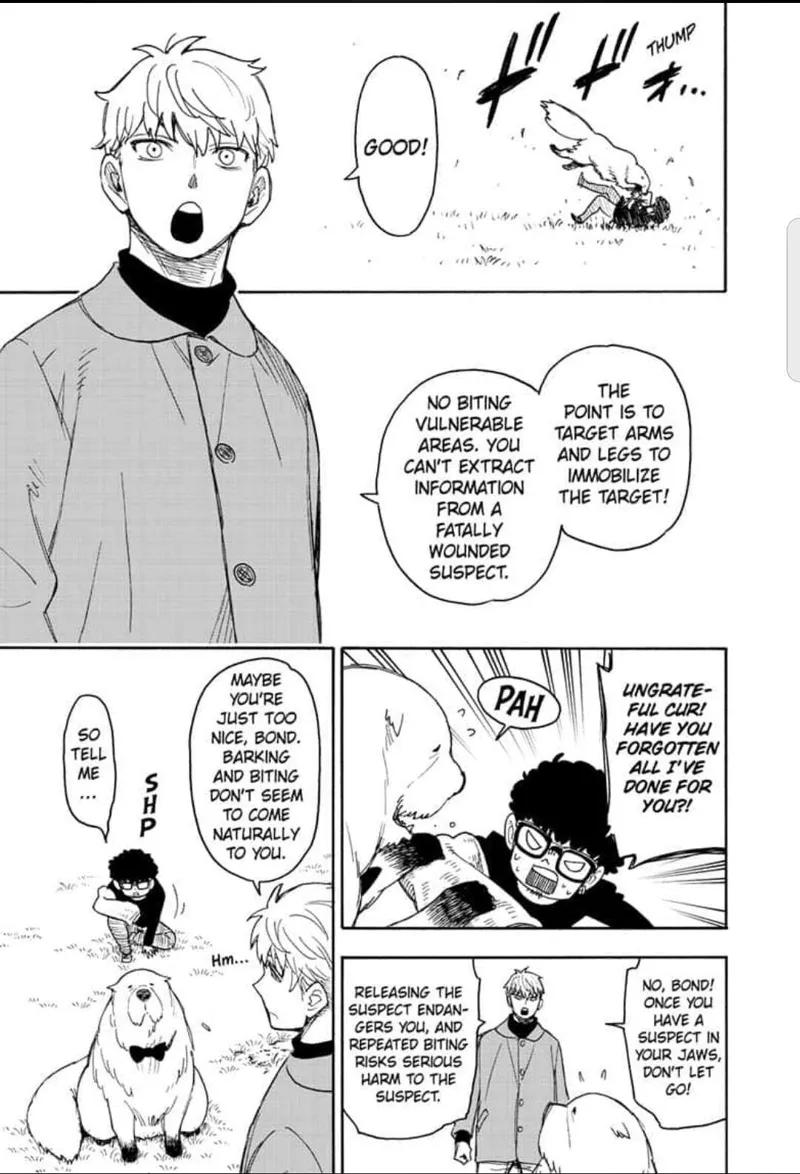 THUMP
ドドオ...
GOOD!
THE
POINT IS TO
TARGET ARMS
AND LEGS TO
IMMOBILIZE
THE TARGET!
NO BITING
VULNERABLE
AREAS. YOU
CAN'T EXTRACT
INFORMATION
FROM A
FATALLY
WOUNDED
SUSPECT.
UNGRATE-
FUL CUR!
HAVE YOU
FORGOTTEN
ALL I'VE
DONE FOR
YOU?!
PAH
NO, BOND!
ONCE YOU
HAVE A
SUSPECT IN
YOUR JAWS,
DON'T LET
GO!
RELEASING THE
SUSPECT ENDAN-
GERS YOU, AND
REPEATED BITING
RISKS SERIOUS
HARM TO THE
SUSPECT.
MAYBE
YOU'RE
JUST TOO
NICE, BOND.
BARKING
AND BITING
DON'T SEEM
TO COME
NATURALLY
TO YOU.
Hm...
SHP
SO
TELL
ME
...